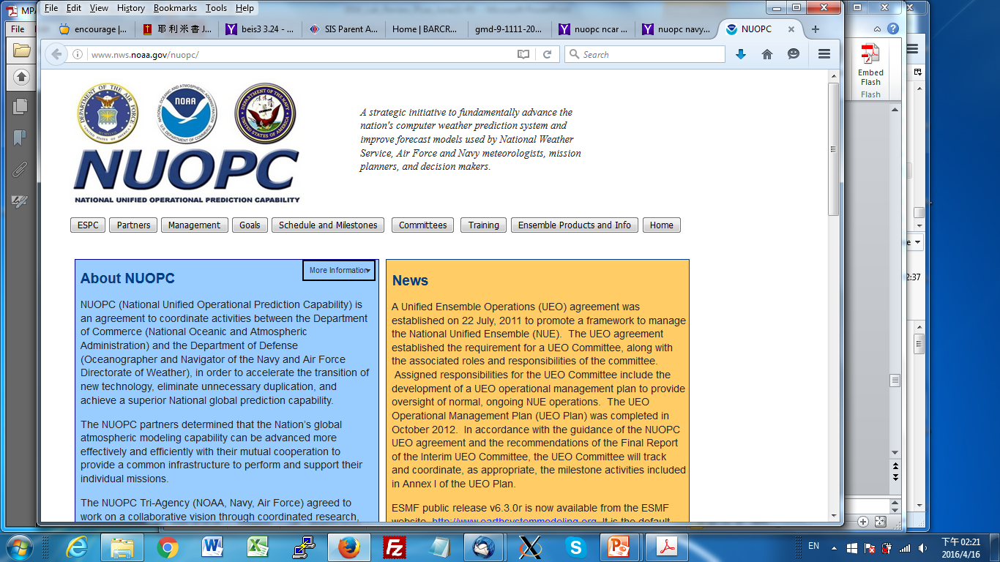 MPA
File
File Edit View History Bookmarks Tools Help
encourage |...
耶 利 米 書 J...
beis3 3.24 - ...
SIS Parent A...
Home | BARCR...
gmd-9-1111-20...
nuopc ncar ...
nuopc navy...
NUOPC
www.nws.noaa.gov/nuopc/
Search
Embed
Flash
Flash
DEPARTMENT OF THE AIR FORCE
UNITED STATES OF AMERICA
NATIONAL OCEANIC AND ATMOSPHERIC ADMINISTRATION
NOAA
U.S. DEPARTMENT OF COMMERCE
DEPARTMENT OF THE NAVY
UNITED STATES OF AMERICA
NUOPC
NATIONAL UNIFIED OPERATIONAL PREDICTION CAPABILITY
A strategic initiative to fundamentally advance the
nation's computer weather prediction system and
improve forecast models used by National Weather
Service, Air Force and Navy meteorologists, mission
planners, and decision makers.
ESPC Partners Management Goals Schedule and Milestones Committees Training Ensemble Products and Info Home
About NUOPC
More Information
NUOPC (National Unified Operational Prediction Capability) is
an agreement to coordinate activities between the Department
of Commerce (National Oceanic and Atmospheric
Administration) and the Department of Defense
(Oceanographer and Navigator of the Navy and Air Force
Directorate of Weather), in order to accelerate the transition of
new technology, eliminate unnecessary duplication, and
achieve a superior National global prediction capability.
The NUOPC partners determined that the Nation's global
atmospheric modeling capability can be advanced more
effectively and efficiently with their mutual cooperation to
provide a common infrastructure to perform and support their
individual missions.
The NUOPC Tri-Agency (NOAA, Navy, Air Force) agreed to
work on a collaborative vision through coordinated research,
News
A Unified Ensemble Operations (UEO) agreement was
established on 22 July, 2011 to promote a framework to manage
the National Unified Ensemble (NUE).  The UEO agreement
established the requirement for a UEO Committee, along with
the associated roles and responsibilities of the committee.
Assigned responsibilities for the UEO Committee include the
development of a UEO operational management plan to provide
oversight of normal, ongoing NUE operations.  The UEO
Operational Management Plan (UEO Plan) was completed in
October 2012.  In accordance with the guidance of the NUOPC
UEO agreement and the recommendations of the Final Report
of the Interim UEO Committee, the UEO Committee will track
and coordinate, as appropriate, the milestone activities included
in Annex I of the UEO Plan.
ESMF public release v6.3.0r is now available from the ESMF
website, http://www.earthsystemmodeling.org. It is the default
e
2:37
EN
下午 02:21
2016/4/16